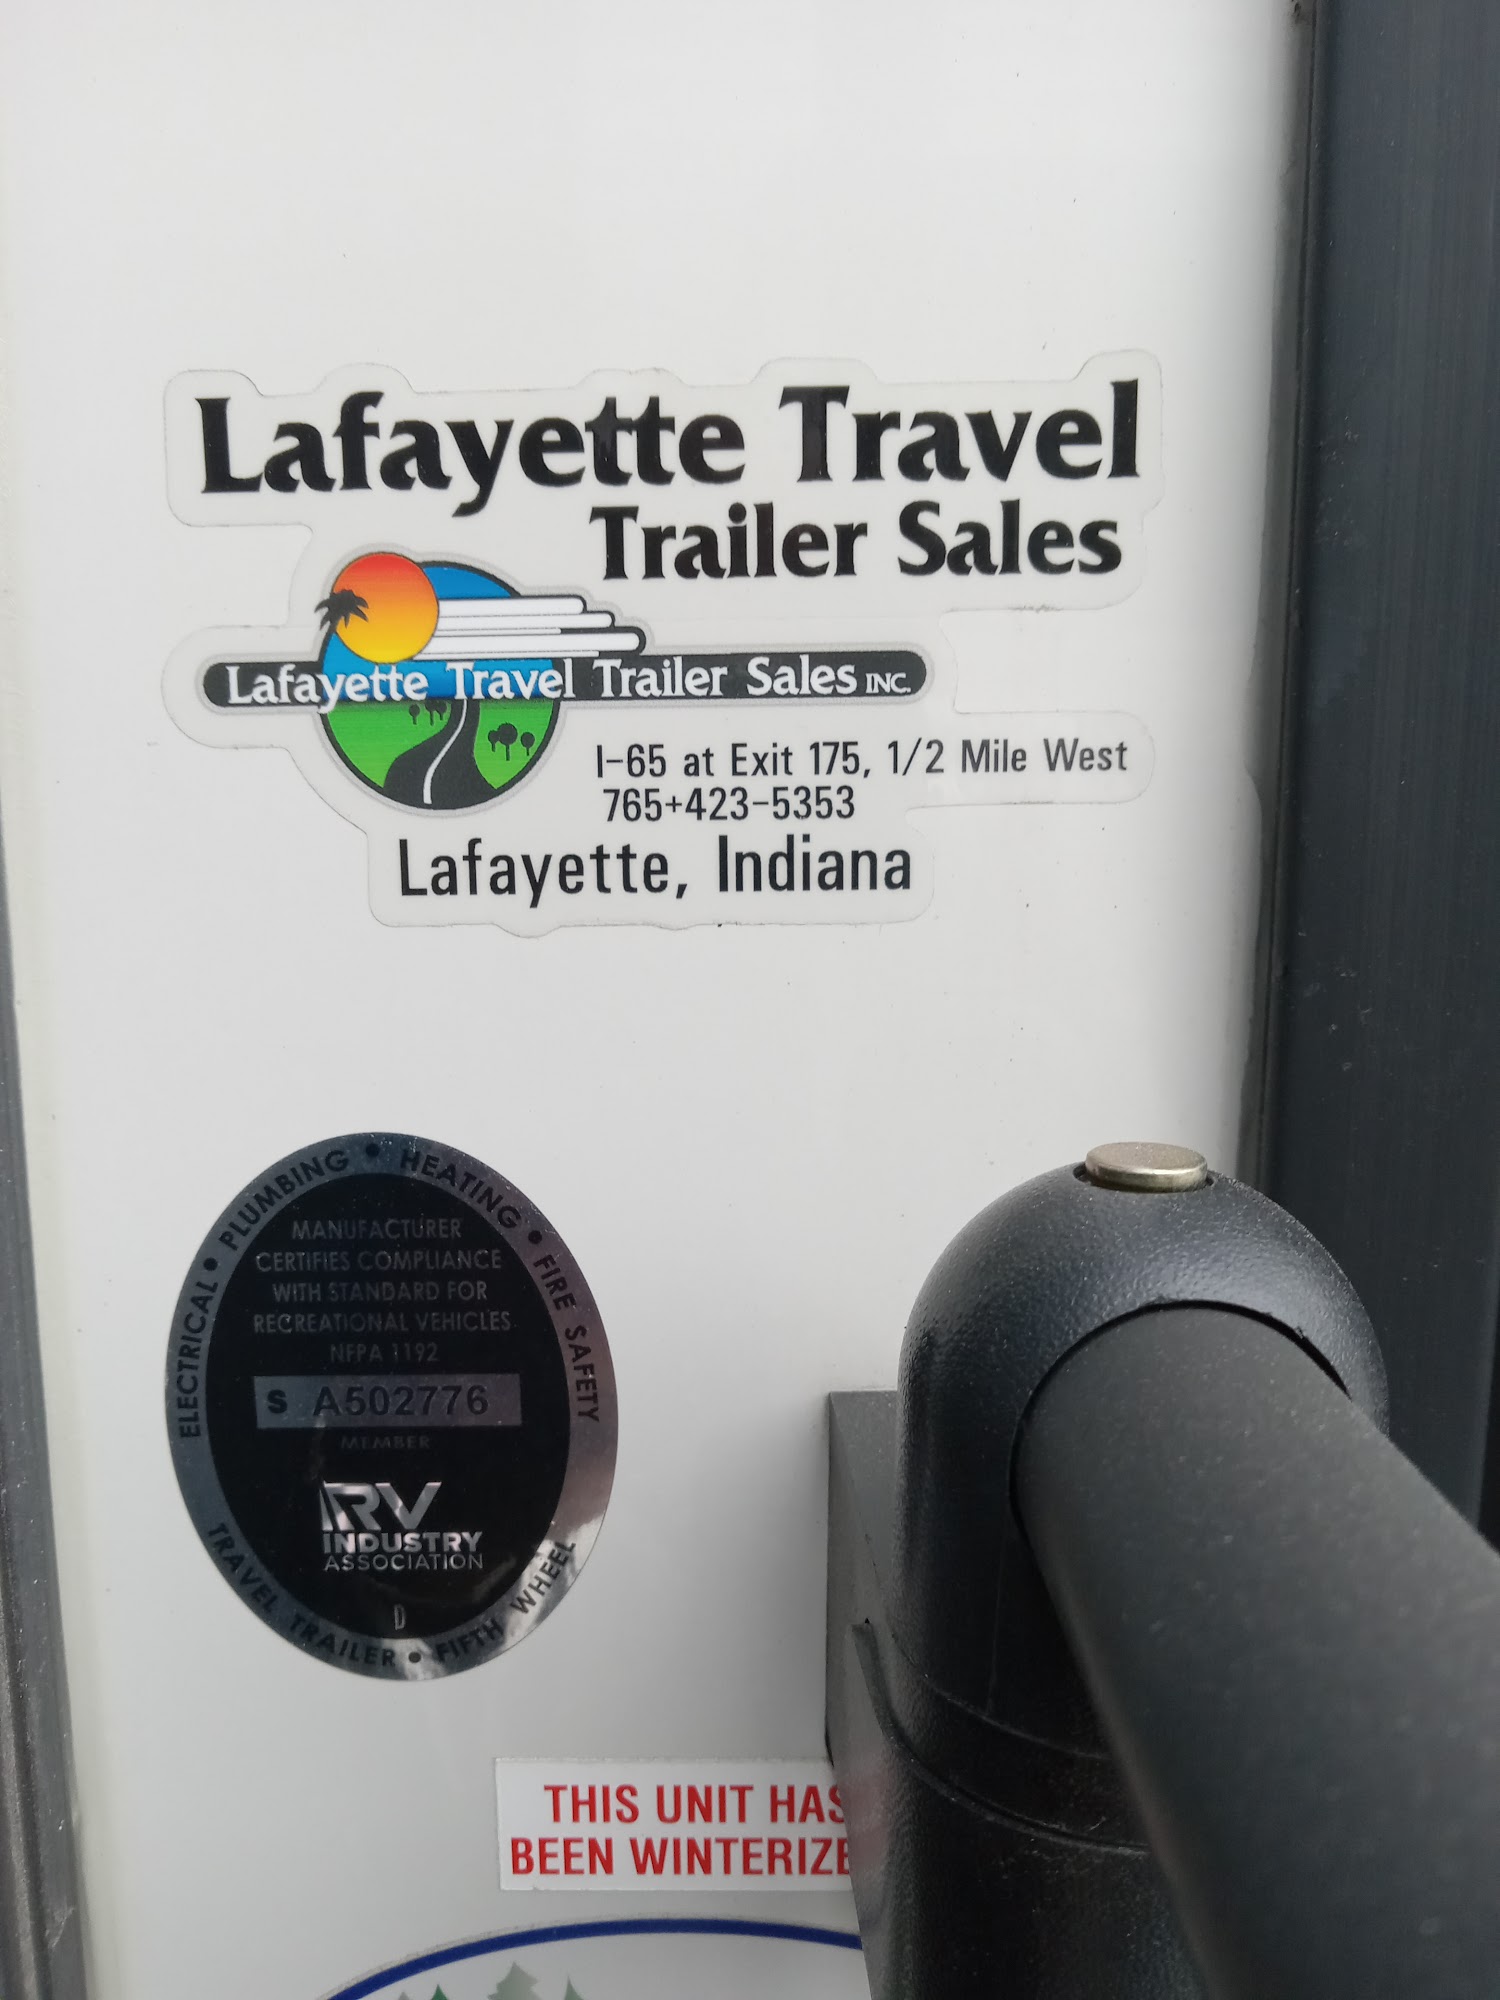 Lafayette Travel
Trailer Sales
Lafayette Travel Trailer Sales INC.
I-65 at Exit 175, 1/2 Mile West
765+423-5353
Lafayette, Indiana
ELECTRICAL • PLUMBING • HEATING • FIRE SAFETY
MANUFACTURER
CERTIFIES COMPLIANCE
WITH STANDARD FOR
RECREATIONAL VEHICLES
NFPA 1192
S A502776
MEMBER
RV
INDUSTRY
ASSOCIATION
D
TRAVEL TRAILER • FIFTH WHEEL
THIS UNIT HAS
BEEN WINTERIZE